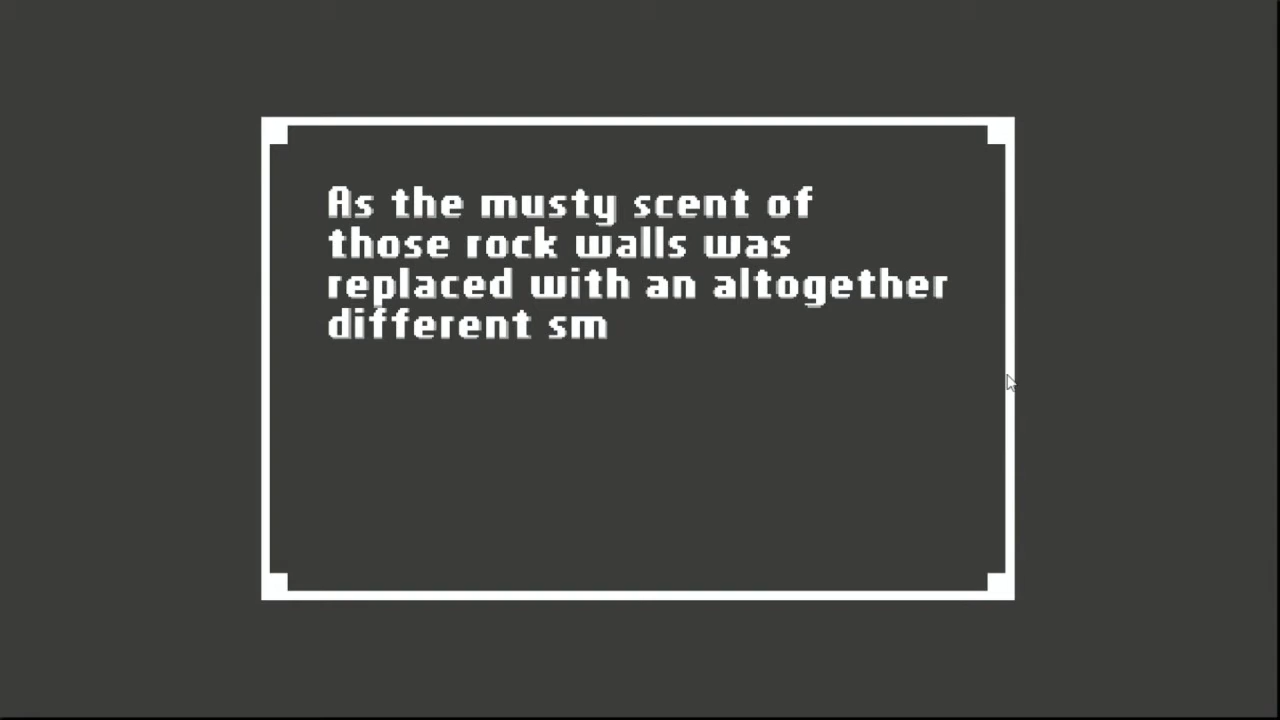 As the musty scent of
those rock walls was
replaced with an altogether
different sm